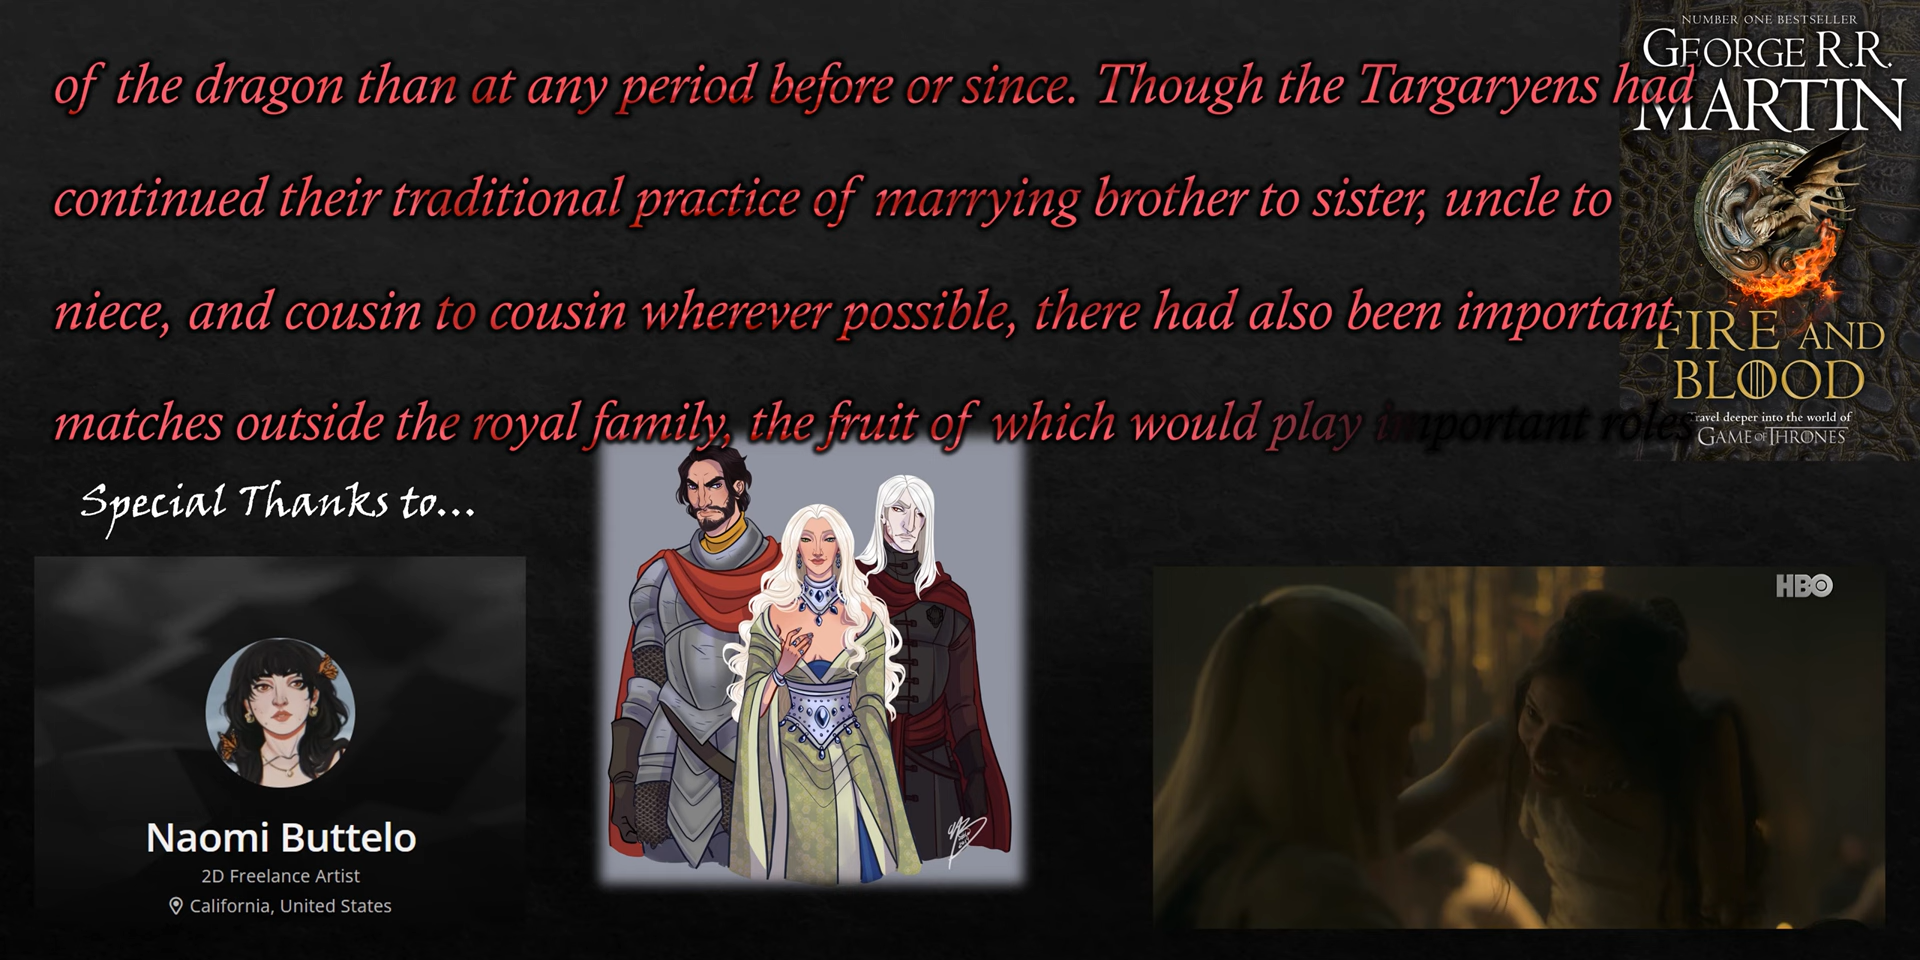 of the dragon than at any period before or since. Though the Targaryens had
continued their traditional practice of marrying brother to sister, uncle to
niece, and cousin to cousin wherever possible, there had also been important
matches outside the royal family, the fruit of which would play important roles
NUMBER ONE BESTSELLER
GEORGE R.R.
MARTIN
FIRE AND
BLOOD
Travel deeper into the world of
GAME OF THRONES
Special Thanks to...
Naomi Buttelo
2D Freelance Artist
California, United States
HBO